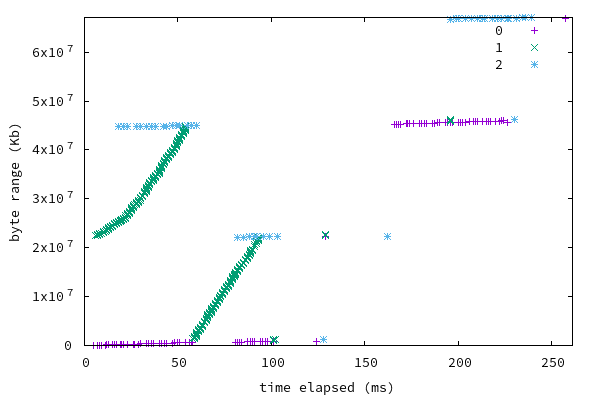 6x10^7
5x10^7
4x10^7
3x10^7
2x10^7
1x10^7
0
byte range (Kb)
0 50 100 150 200 250
time elapsed (ms)
0
1
2